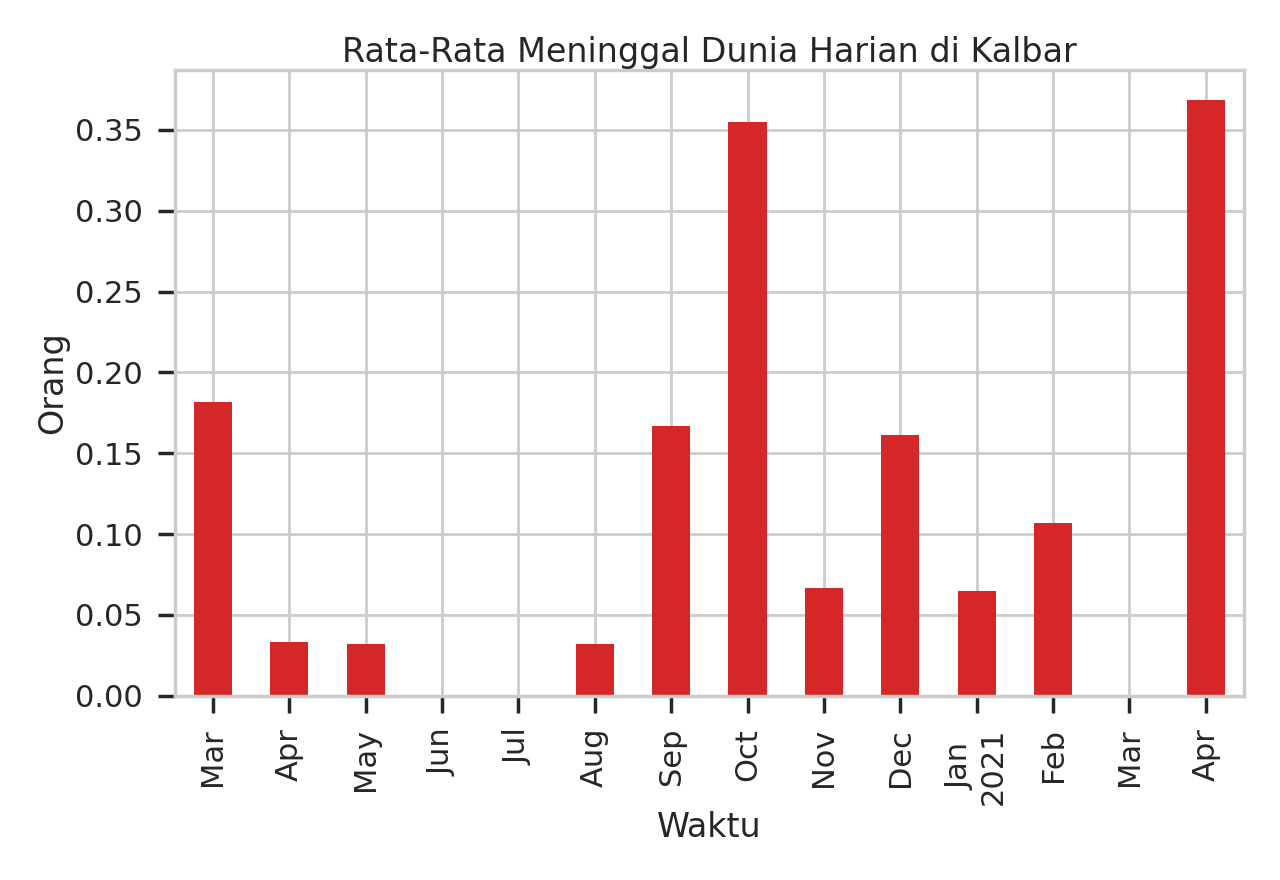 Rata-Rata Meninggal Dunia Harian di Kalbar
0.35
0.30
0.25
0.20
0.15
0.10
0.05
0.00
Orang
Mar
Apr
May
Jun
Jul
Aug
Sep
Oct
Nov
Dec
Jan
2021
Feb
Mar
Apr
Waktu